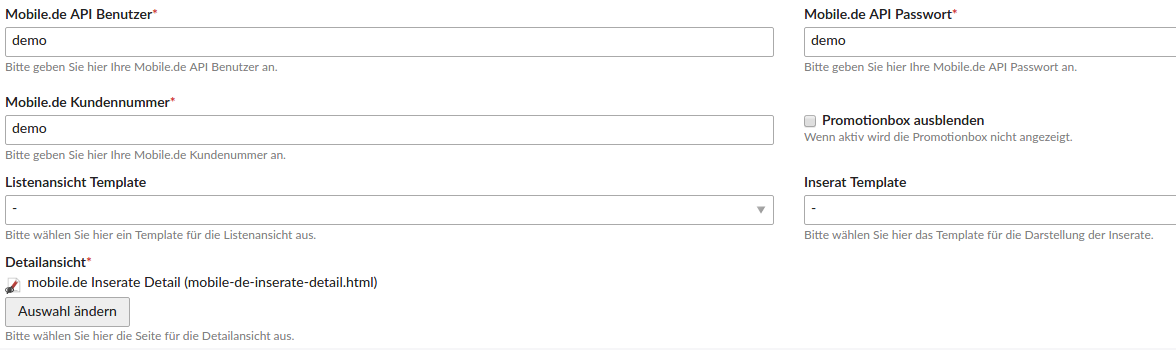 Mobile.de API Benutzer*
Mobile.de API Passwort*
demo
demo
Bitte geben Sie hier Ihre Mobile.de API Benutzer an.
Bitte geben Sie hier Ihre Mobile.de API Passwort an.
Mobile.de Kundennummer*
demo
Promotionbox ausblenden
Wenn aktiv wird die Promotionbox nicht angezeigt.
Bitte geben Sie hier Ihre Mobile.de Kundenummer an.
Listenansicht Template
Inserat Template
-
-
Bitte wählen Sie hier ein Template für die Listenansicht aus.
Bitte wählen Sie hier das Template für die Darstellung der Inserate.
Detailansicht*
mobile.de Inserate Detail (mobile-de-inserate-detail.html)
Auswahl ändern
Bitte wählen Sie hier die Seite für die Detailansicht aus.